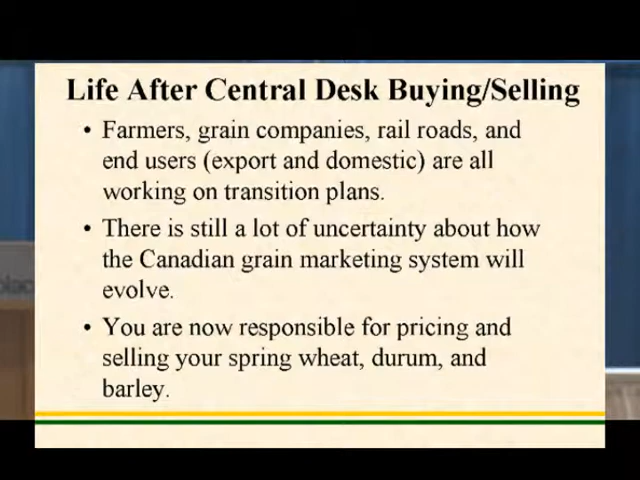 Life After Central Desk Buying/Selling
• Farmers, grain companies, rail roads, and
end users (export and domestic) are all
working on transition plans.
• There is still a lot of uncertainty about how
the Canadian grain marketing system will
evolve.
• You are now responsible for pricing and
selling your spring wheat, durum, and
barley.